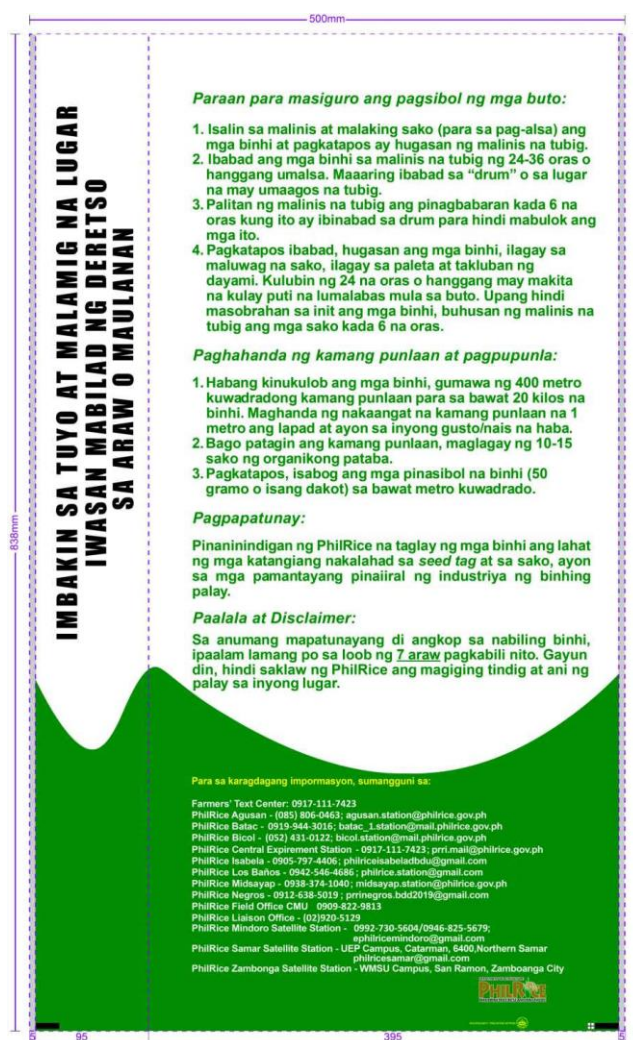 500mm
838mm
IMBAKIN SA TUYO AT MALAMIG NA LUGAR
IWASAN MABILAD NG DERETSO
SA ARAW O MAULANAN
Paraan para masiguro ang pagsibol ng mga buto:
1. Isalin sa malinis at malaking sako (para sa pag-alsa) ang
mga binhi at pagkatapos ay hugasan ng malinis na tubig.
2. Ibabad ang mga binhi sa malinis na tubig ng 24-36 oras o
hanggang umalsa. Maaaring ibabad sa “drum” o sa lugar
na may umaagos na tubig.
3. Palitan ng malinis na tubig ang pinagbabaran kada 6 na
oras kung ito ay ibinabad sa drum para hindi mabulok ang
mga ito.
4. Pagkatapos ibabad, hugasan ang mga binhi, ilagay sa
maluwag na sako, ilagay sa paleta at takluban ng
dayami. Kulubin ng 24 na oras o hanggang may makita
na kulay puti na lumalabas mula sa buto. Upang hindi
masobrahan sa init ang mga binhi, buhusan ng malinis na
tubig ang mga sako kada 6 na oras.
Paghahanda ng kamang punlaan at pagpupunla:
1. Habang kinukulob ang mga binhi, gumawa ng 400 metro
kuwadradong kamang punlaan para sa bawat 20 kilos na
binhi. Maghanda ng nakaangat na kamang punlaan na 1
metro ang lapad at ayon sa inyong gusto/nais na haba.
2. Bago patagin ang kamang punlaan, maglagay ng 10-15
sako ng organikong pataba.
3. Pagkatapos, isabog ang mga pinasibol na binhi (50
gramo o isang dakot) sa bawat metro kuwadrado.
Pagpapatunay:
Pinaninindigan ng PhilRice na taglay ng mga binhi ang lahat
ng mga katangiang nakalahad sa seed tag at sa sako, ayon
sa mga pamantayang pinaiiral ng industriya ng binhing
palay.
Paalala at Disclaimer:
Sa anumang mapatunayang di angkop sa nabiling binhi,
ipaalam lamang po sa loob ng 7 araw pagkabili nito. Gayun
din, hindi saklaw ng PhilRice ang magiging tindig at ani ng
palay sa inyong lugar.
Para sa karagdagang impormasyon, sumangguni sa:
Farmers' Text Center: 0917-111-7423
PhilRice Agusan - (085) 806-0463; agusan.station@philrice.gov.ph
PhilRice Batac - 0919-944-3016; batac_1.station@mail.philrice.gov.ph
PhilRice Bicol - (052) 431-0122; bicol.station@mail.philrice.gov.ph
PhilRice Central Expirement Station - 0917-111-7423; prri.mail@philrice.gov.ph
PhilRice Isabela - 0905-797-4406; philriceisabeladbdu@gmail.com
PhilRice Los Baños - 0942-546-4686; philrice.station@gmail.com
PhilRice Midsayap - 0938-374-1040; midsayap.station@philrice.gov.ph
PhilRice Negros - 0912-638-5019; prrinegros.bdd2019@gmail.com
PhilRice Field Office CMU 0909-822-9813
PhilRice Liaison Office - (02)920-5129
PhilRice Mindoro Satellite Station - 0992-730-5604/0946-825-5679;
ephilricemindoro@gmail.com
PhilRice Samar Satellite Station - UEP Campus, Catarman, 6400,Northern Samar
philricesamar@gmail.com
PhilRice Zambonga Satellite Station - WMSU Campus, San Ramon, Zamboanga City
PHILRICE
5 95 395 5